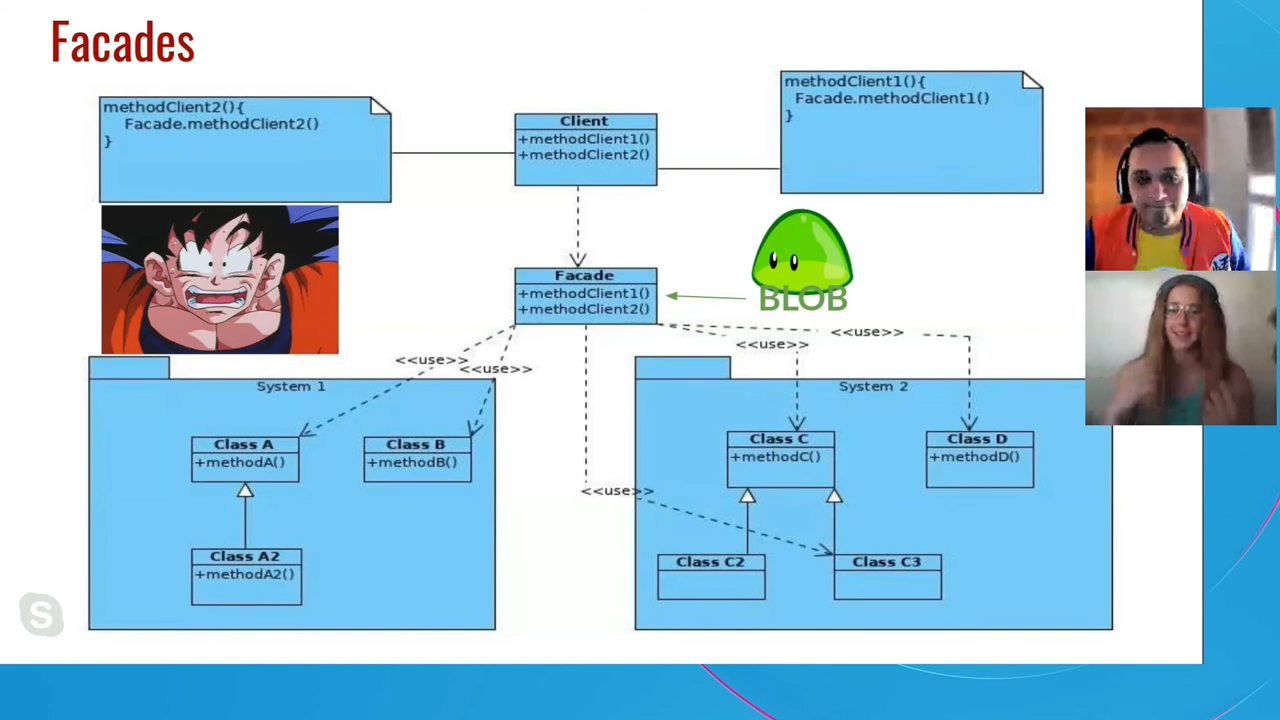 Facades
methodClient2(){
Facade.methodClient2()
}
Client
+methodClient1()
+methodClient2()
methodClient1(){
Facade.methodClient1()
}
Facade
+methodClient1()
+methodClient2()
BLOB
<<use>>
<<use>>
<<use>>
<<use>>
System 1
System 2
Class A
+methodA()
Class B
+methodB()
Class C
+methodC()
Class D
+methodD()
<<use>>
Class A2
+methodA2()
Class C2
Class C3
S